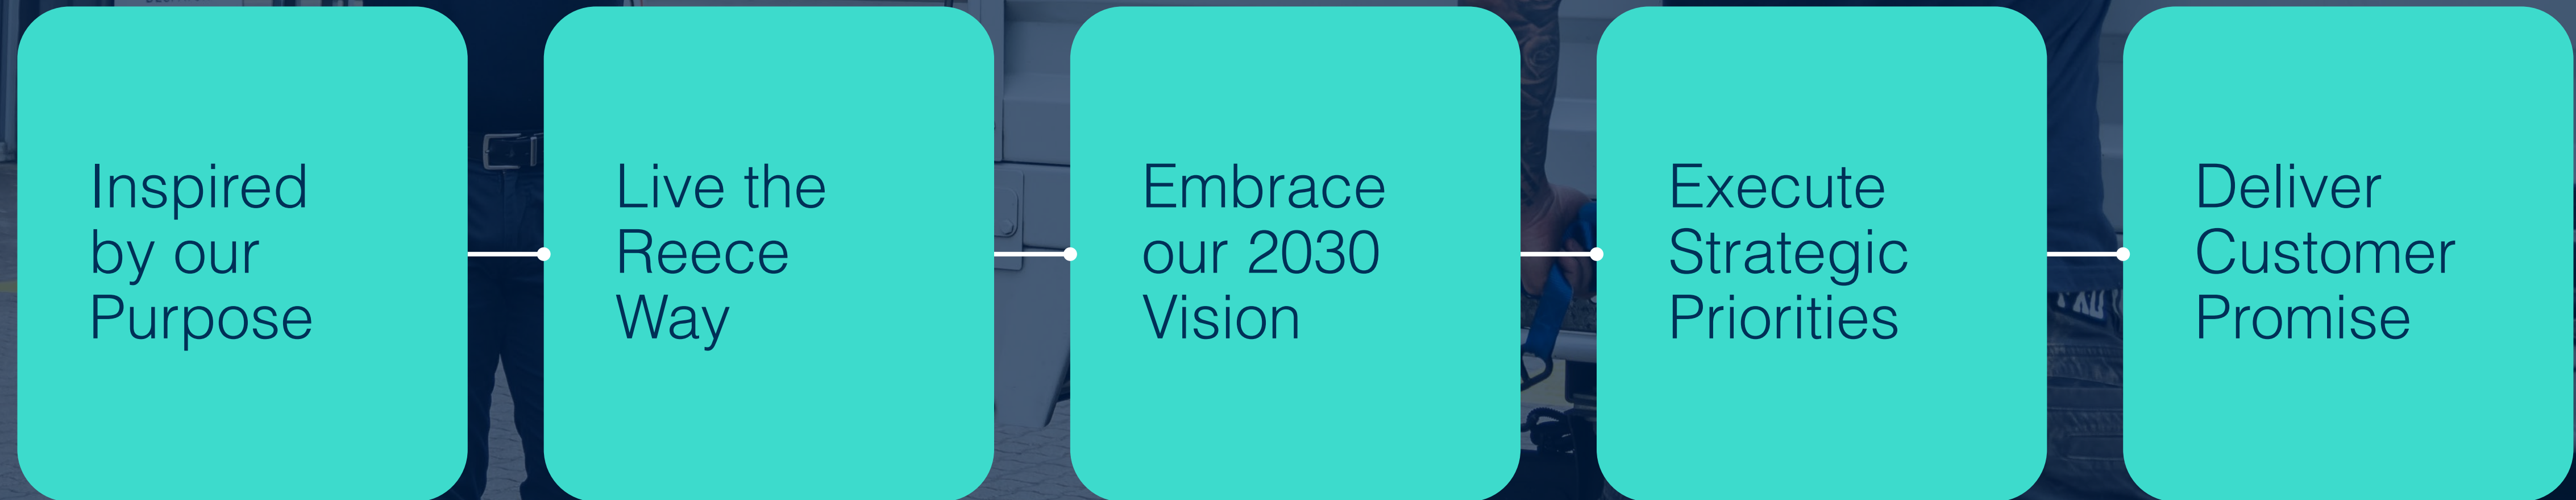 Inspired
by our
Purpose
Live the
Reece
Way
Embrace
our 2030
Vision
Execute
Strategic
Priorities
Deliver
Customer
Promise